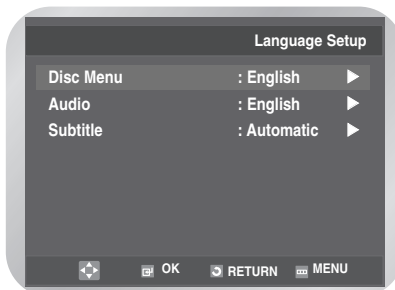 Language Setup
Disc Menu : English
Audio : English
Subtitle : Automatic
OK RETURN MENU